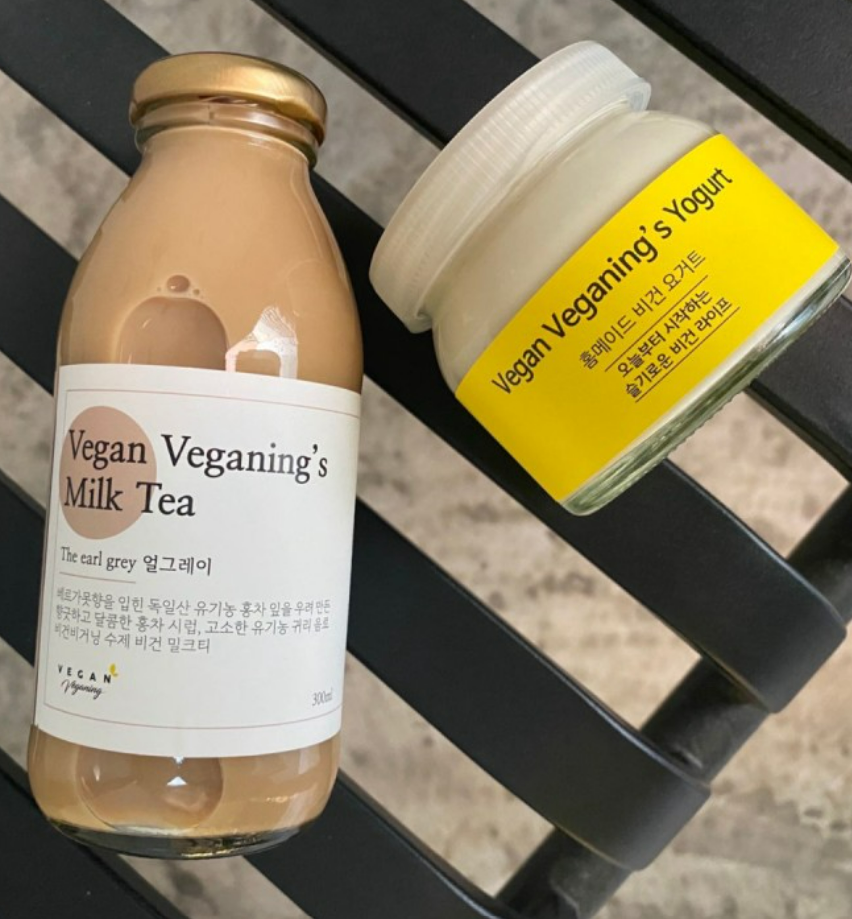 Vegan Veganing's
Milk Tea
The earl grey 얼그레이
베르가못향을 입힌 독일산 유기농 홍차 잎을 우려 만든
향긋하고 달콤한 홍차 시럽, 고소한 유기농 귀리 음료
비건비거닝 수제 비건 밀크티
VEGAN
Veganing
300ml
Vegan Veganing's Yogurt
홈메이드 비건 요거트
오늘부터 시작하는
슬기로운 비건 라이프